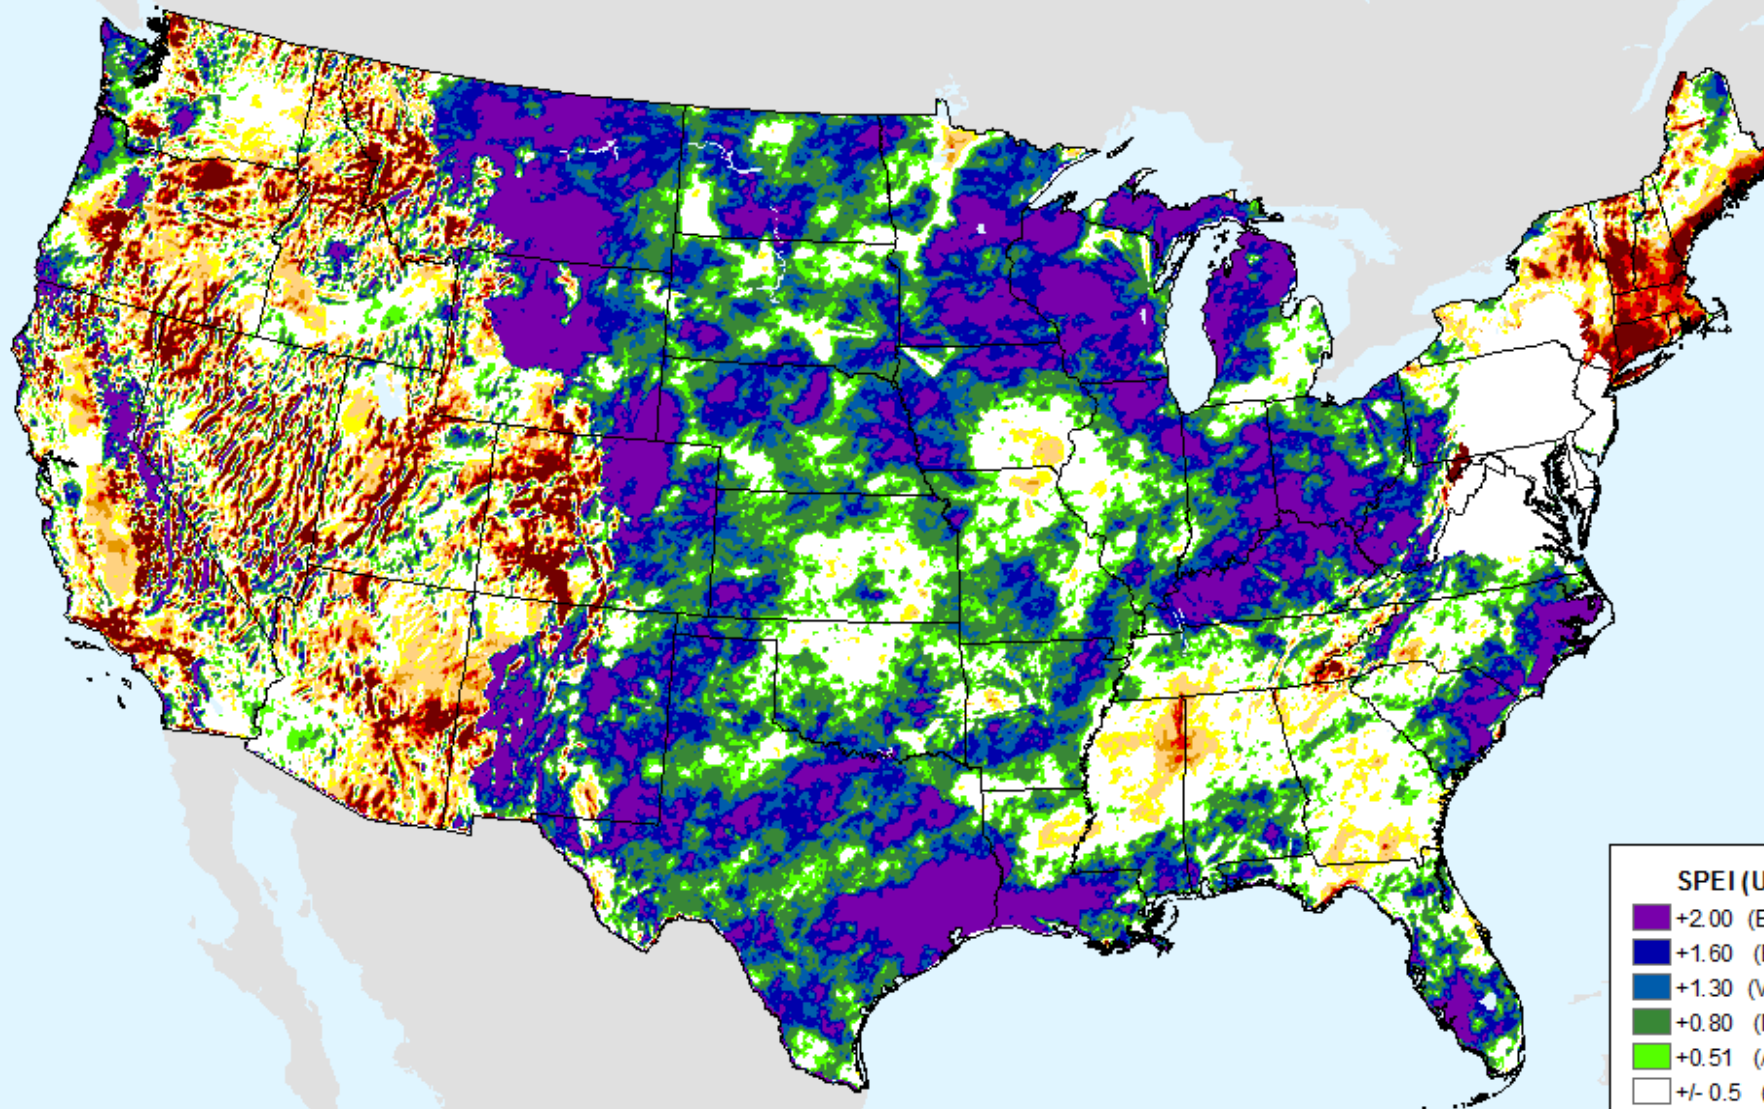 SPEI (U
+2.00 (E
+1.60 (
+1.30 (V
+0.80 (
+0.51 (
+/- 0.5 (